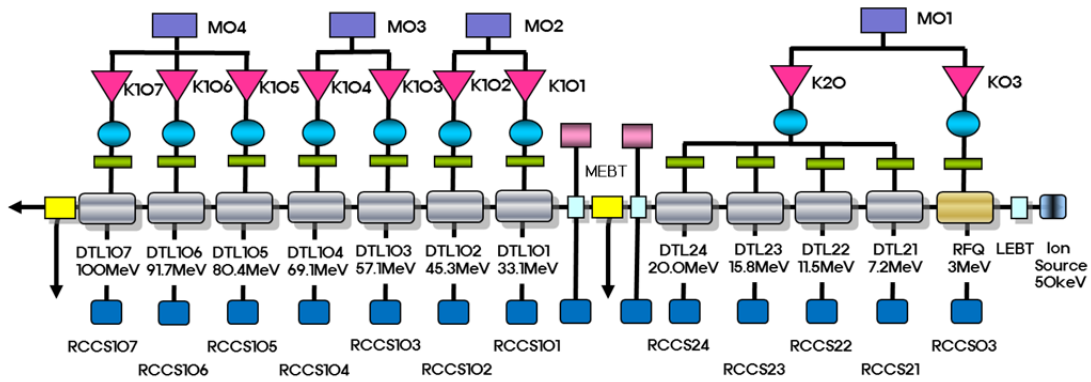 MO4
MO3
MO2
MO1
K107
K106
K105
K104
K103
K102
K101
K20
KO3
MEBT
DTL107
100MeV
DTL106
91.7MeV
DTL105
80.4MeV
DTL104
69.1MeV
DTL103
57.1MeV
DTL102
45.3MeV
DTL101
33.1MeV
DTL24
20.0MeV
DTL23
15.8MeV
DTL22
11.5MeV
DTL21
7.2MeV
RFQ
3MeV
LEBT
Ion
Source
50keV
RCCS107
RCCS106
RCCS105
RCCS104
RCCS103
RCCS102
RCCS101
RCCS24
RCCS23
RCCS22
RCCS21
RCCS03